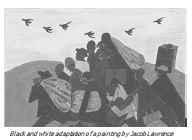 Black and white adaptation of a painting by Jacob Lawrence